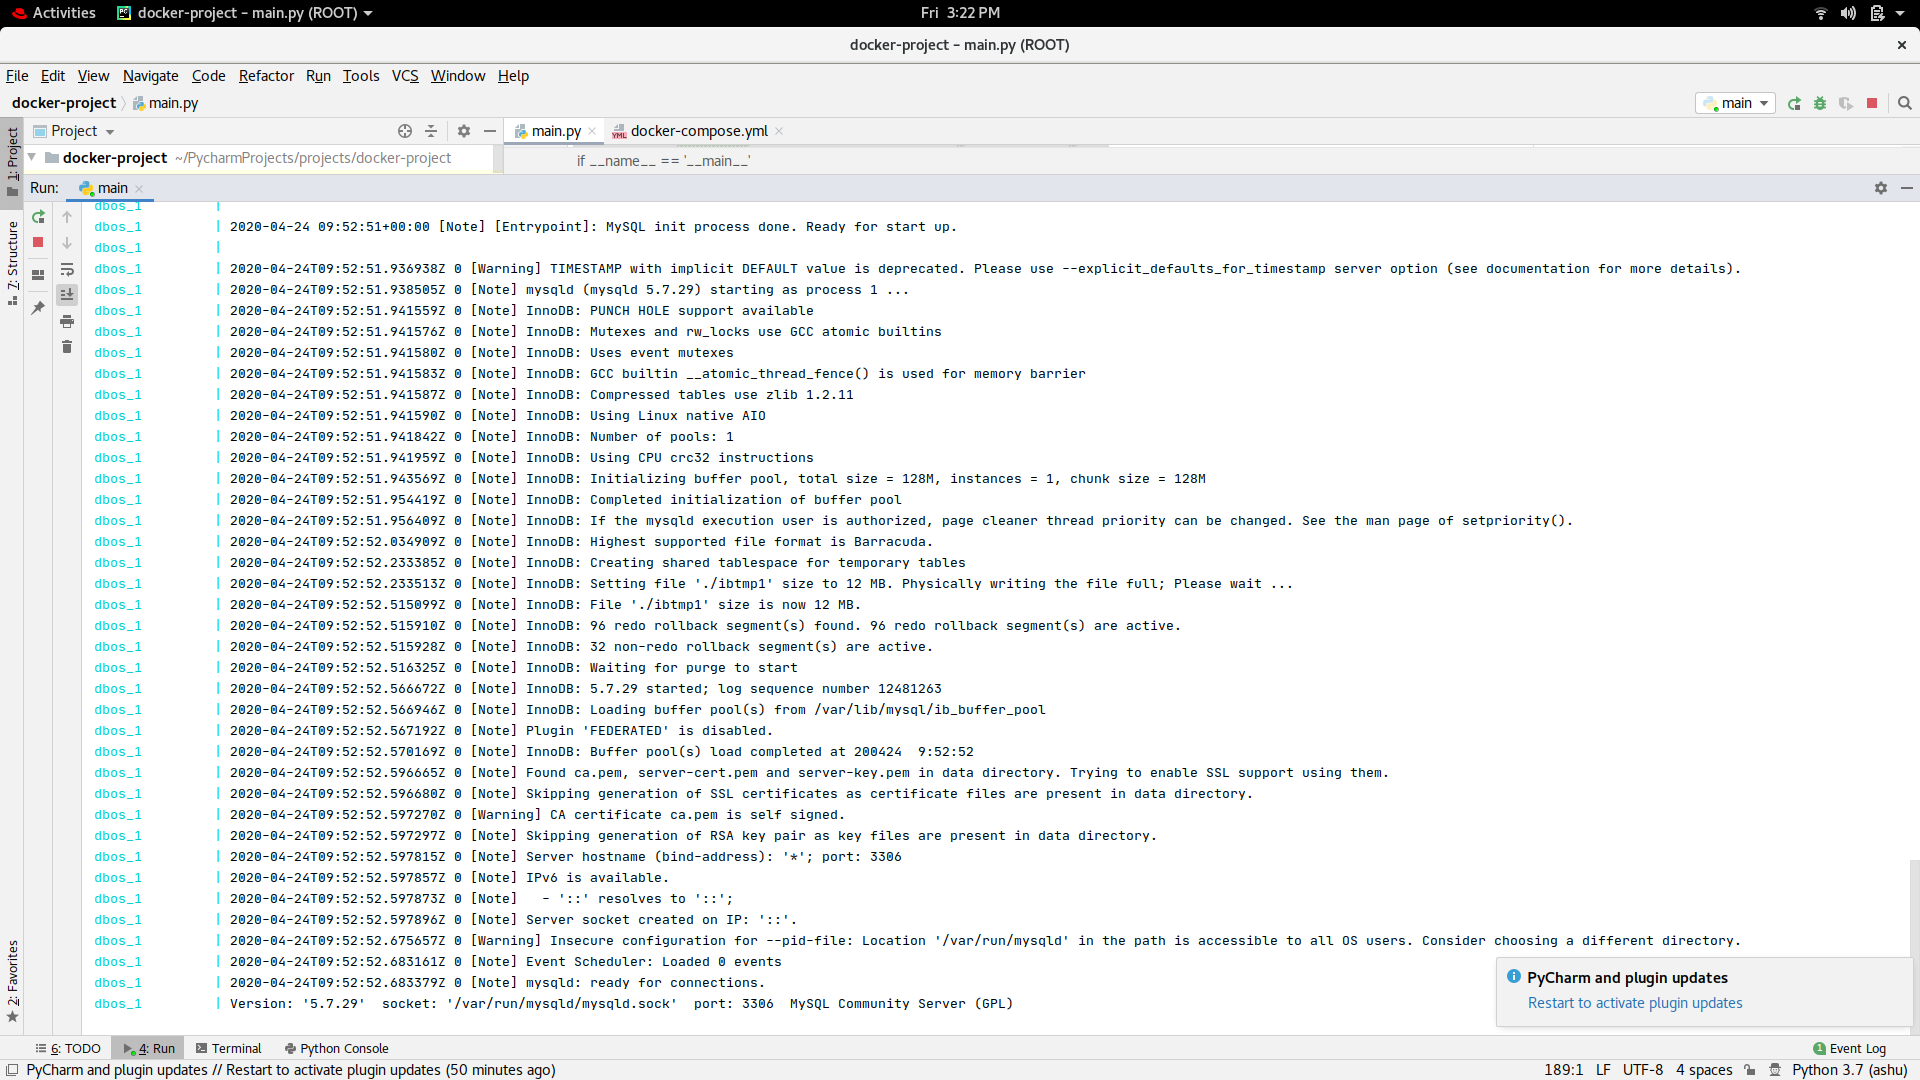 Activities docker-project – main.py (ROOT) Fri 3:22 PM
docker-project – main.py (ROOT)
File Edit View Navigate Code Refactor Run Tools VCS Window Help
docker-project main.py main
1: Project
Project main.py docker-compose.yml
docker-project ~/PycharmProjects/projects/docker-project if __name__ == '__main__'
Run: main
7: Structure
dbos_1 |
dbos_1 | 2020-04-24 09:52:51+00:00 [Note] [Entrypoint]: MySQL init process done. Ready for start up.
dbos_1 |
dbos_1 | 2020-04-24T09:52:51.936938Z 0 [Warning] TIMESTAMP with implicit DEFAULT value is deprecated. Please use --explicit_defaults_for_timestamp server option (see documentation for more details).
dbos_1 | 2020-04-24T09:52:51.938505Z 0 [Note] mysqld (mysqld 5.7.29) starting as process 1 ...
dbos_1 | 2020-04-24T09:52:51.941559Z 0 [Note] InnoDB: PUNCH HOLE support available
dbos_1 | 2020-04-24T09:52:51.941576Z 0 [Note] InnoDB: Mutexes and rw_locks use GCC atomic builtins
dbos_1 | 2020-04-24T09:52:51.941580Z 0 [Note] InnoDB: Uses event mutexes
dbos_1 | 2020-04-24T09:52:51.941583Z 0 [Note] InnoDB: GCC builtin __atomic_thread_fence() is used for memory barrier
dbos_1 | 2020-04-24T09:52:51.941587Z 0 [Note] InnoDB: Compressed tables use zlib 1.2.11
dbos_1 | 2020-04-24T09:52:51.941590Z 0 [Note] InnoDB: Using Linux native AIO
dbos_1 | 2020-04-24T09:52:51.941842Z 0 [Note] InnoDB: Number of pools: 1
dbos_1 | 2020-04-24T09:52:51.941959Z 0 [Note] InnoDB: Using CPU crc32 instructions
dbos_1 | 2020-04-24T09:52:51.943569Z 0 [Note] InnoDB: Initializing buffer pool, total size = 128M, instances = 1, chunk size = 128M
dbos_1 | 2020-04-24T09:52:51.954419Z 0 [Note] InnoDB: Completed initialization of buffer pool
dbos_1 | 2020-04-24T09:52:51.956409Z 0 [Note] InnoDB: If the mysqld execution user is authorized, page cleaner thread priority can be changed. See the man page of setpriority().
dbos_1 | 2020-04-24T09:52:52.034909Z 0 [Note] InnoDB: Highest supported file format is Barracuda.
dbos_1 | 2020-04-24T09:52:52.233385Z 0 [Note] InnoDB: Creating shared tablespace for temporary tables
dbos_1 | 2020-04-24T09:52:52.233513Z 0 [Note] InnoDB: Setting file './ibtmp1' size to 12 MB. Physically writing the file full; Please wait ...
dbos_1 | 2020-04-24T09:52:52.515099Z 0 [Note] InnoDB: File './ibtmp1' size is now 12 MB.
dbos_1 | 2020-04-24T09:52:52.515910Z 0 [Note] InnoDB: 96 redo rollback segment(s) found. 96 redo rollback segment(s) are active.
dbos_1 | 2020-04-24T09:52:52.515928Z 0 [Note] InnoDB: 32 non-redo rollback segment(s) are active.
dbos_1 | 2020-04-24T09:52:52.516325Z 0 [Note] InnoDB: Waiting for purge to start
dbos_1 | 2020-04-24T09:52:52.566672Z 0 [Note] InnoDB: 5.7.29 started; log sequence number 12481263
dbos_1 | 2020-04-24T09:52:52.566946Z 0 [Note] InnoDB: Loading buffer pool(s) from /var/lib/mysql/ib_buffer_pool
dbos_1 | 2020-04-24T09:52:52.567192Z 0 [Note] Plugin 'FEDERATED' is disabled.
dbos_1 | 2020-04-24T09:52:52.570169Z 0 [Note] InnoDB: Buffer pool(s) load completed at 200424  9:52:52
dbos_1 | 2020-04-24T09:52:52.596665Z 0 [Note] Found ca.pem, server-cert.pem and server-key.pem in data directory. Trying to enable SSL support using them.
dbos_1 | 2020-04-24T09:52:52.596680Z 0 [Note] Skipping generation of SSL certificates as certificate files are present in data directory.
dbos_1 | 2020-04-24T09:52:52.597270Z 0 [Warning] CA certificate ca.pem is self signed.
dbos_1 | 2020-04-24T09:52:52.597297Z 0 [Note] Skipping generation of RSA key pair as key files are present in data directory.
dbos_1 | 2020-04-24T09:52:52.597815Z 0 [Note] Server hostname (bind-address): '*'; port: 3306
dbos_1 | 2020-04-24T09:52:52.597857Z 0 [Note] IPv6 is available.
dbos_1 | 2020-04-24T09:52:52.597873Z 0 [Note]   - '::' resolves to '::';
dbos_1 | 2020-04-24T09:52:52.597896Z 0 [Note] Server socket created on IP: '::'.
dbos_1 | 2020-04-24T09:52:52.675657Z 0 [Warning] Insecure configuration for --pid-file: Location '/var/run/mysqld' in the path is accessible to all OS users. Consider choosing a different directory.
dbos_1 | 2020-04-24T09:52:52.683161Z 0 [Note] Event Scheduler: Loaded 0 events
dbos_1 | 2020-04-24T09:52:52.683379Z 0 [Note] mysqld: ready for connections.
dbos_1 | Version: '5.7.29'  socket: '/var/run/mysqld/mysqld.sock'  port: 3306  MySQL Community Server (GPL)
2: Favorites
PyCharm and plugin updates
Restart to activate plugin updates
6: TODO 4: Run Terminal Python Console 1 Event Log
PyCharm and plugin updates // Restart to activate plugin updates (50 minutes ago) 189:1 LF UTF-8 4 spaces Python 3.7 (ashu)